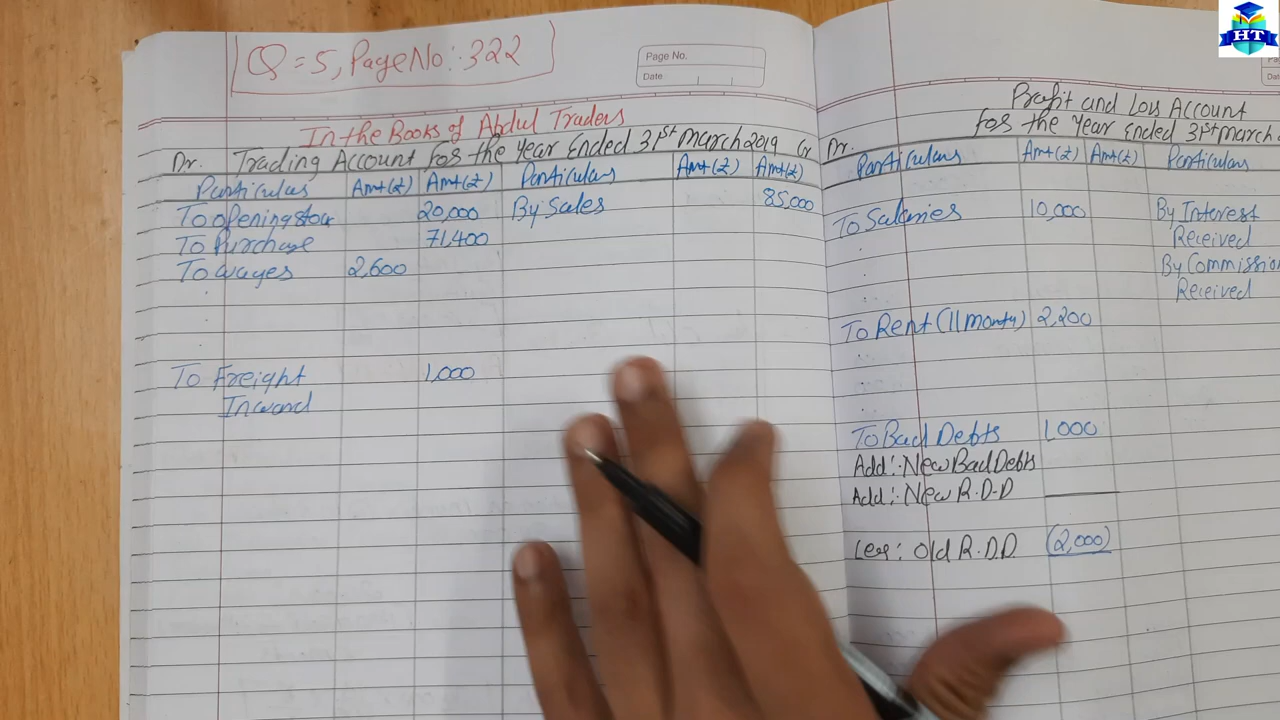 HT
Q=5, Page No:-322
Page No.
Date
In the Books of Abdul Traders
Dr. Trading Account for the Year Ended 31st March 2019 Cr
Particulars Amt(₹) Amt(₹) Particulars Amt(₹) Amt(₹)
To opening stock 20,000 By Sales 85,000
To Purchase 71,400
To wages 2,600
To Freight 1,000
Inward
Profit and Loss Account
for the Year Ended 31st March
Dr.
Particulars Amt(₹) Amt(₹) Particulars
To Salaries 10,000 By Interest
Received
By Commission
Received
To Rent (11 months) 2,200
To Bad Debts 1,000
Add:- New Bad Debts
Add:- New R.D.D
Less: Old R.D.D. (2,000)